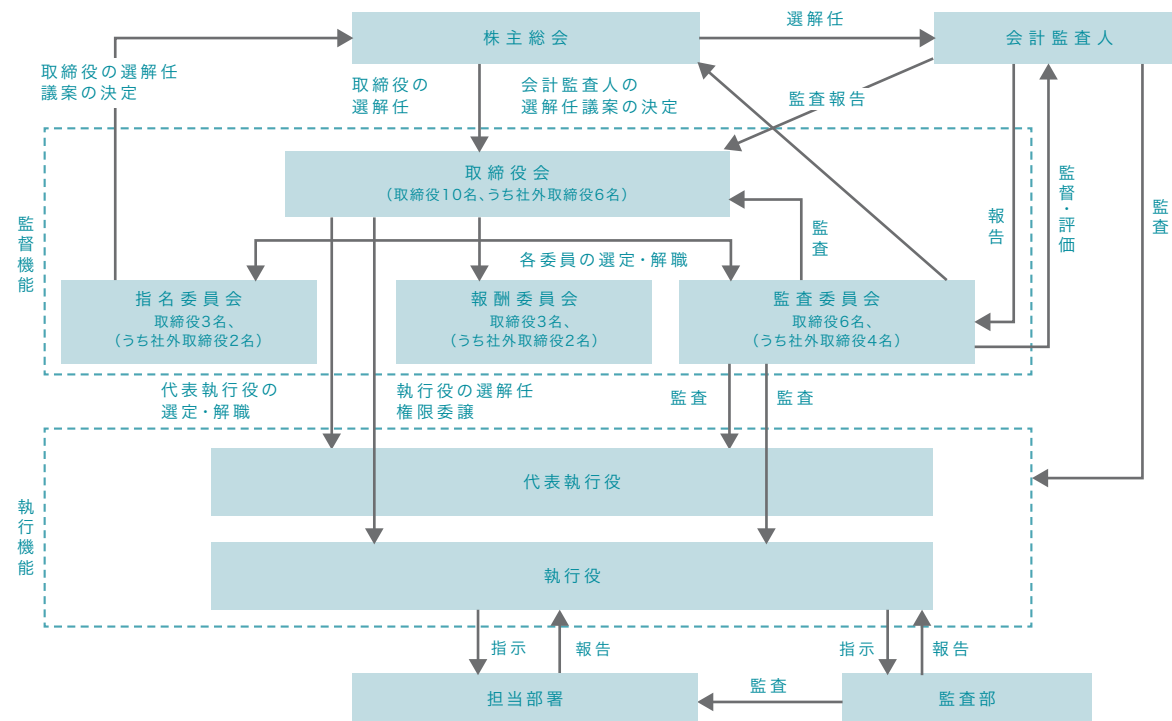 株主総会
選解任
会計監査人
取締役の選解任
議案の決定
取締役の
選解任
会計監査人の
選解任議案の決定
監査報告
監督機能
取締役会
（取締役10名、うち社外取締役6名）
監査
報告
監督・評価
監査
各委員の選定・解職
指名委員会
取締役3名、
（うち社外取締役2名）
報酬委員会
取締役3名、
（うち社外取締役2名）
監査委員会
取締役6名、
（うち社外取締役4名）
代表執行役の
選定・解職
執行役の選解任
権限委譲
監査
監査
執行機能
代表執行役
執行役
指示
報告
指示
報告
担当部署
監査
監査部